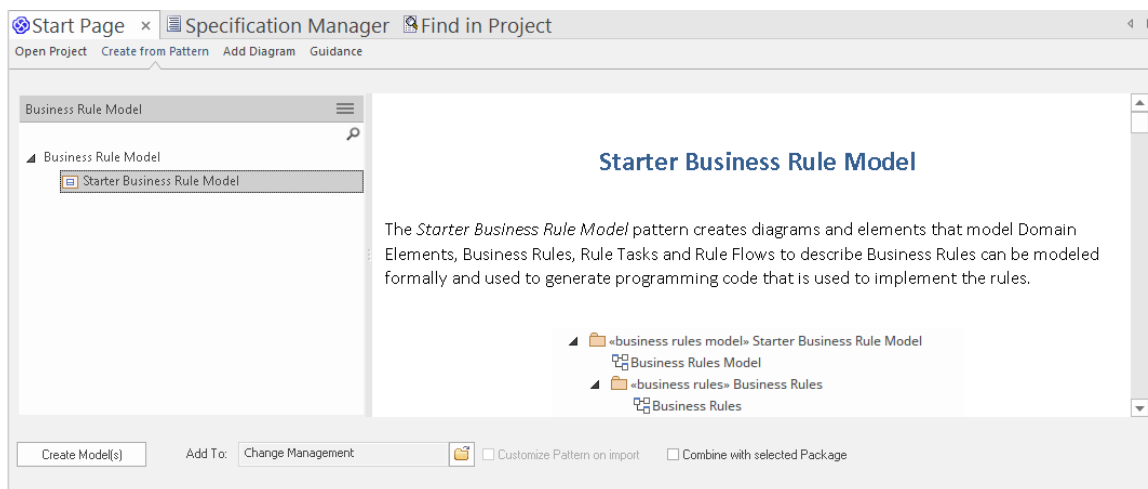 Start Page × Specification Manager Find in Project
Open Project Create from Pattern Add Diagram Guidance
Business Rule Model
Business Rule Model
Starter Business Rule Model
Starter Business Rule Model
The Starter Business Rule Model pattern creates diagrams and elements that model Domain
Elements, Business Rules, Rule Tasks and Rule Flows to describe Business Rules can be modeled
formally and used to generate programming code that is used to implement the rules.
«business rules model» Starter Business Rule Model
Business Rules Model
«business rules» Business Rules
Business Rules
Create Model(s) Add To: Change Management Customize Pattern on import Combine with selected Package